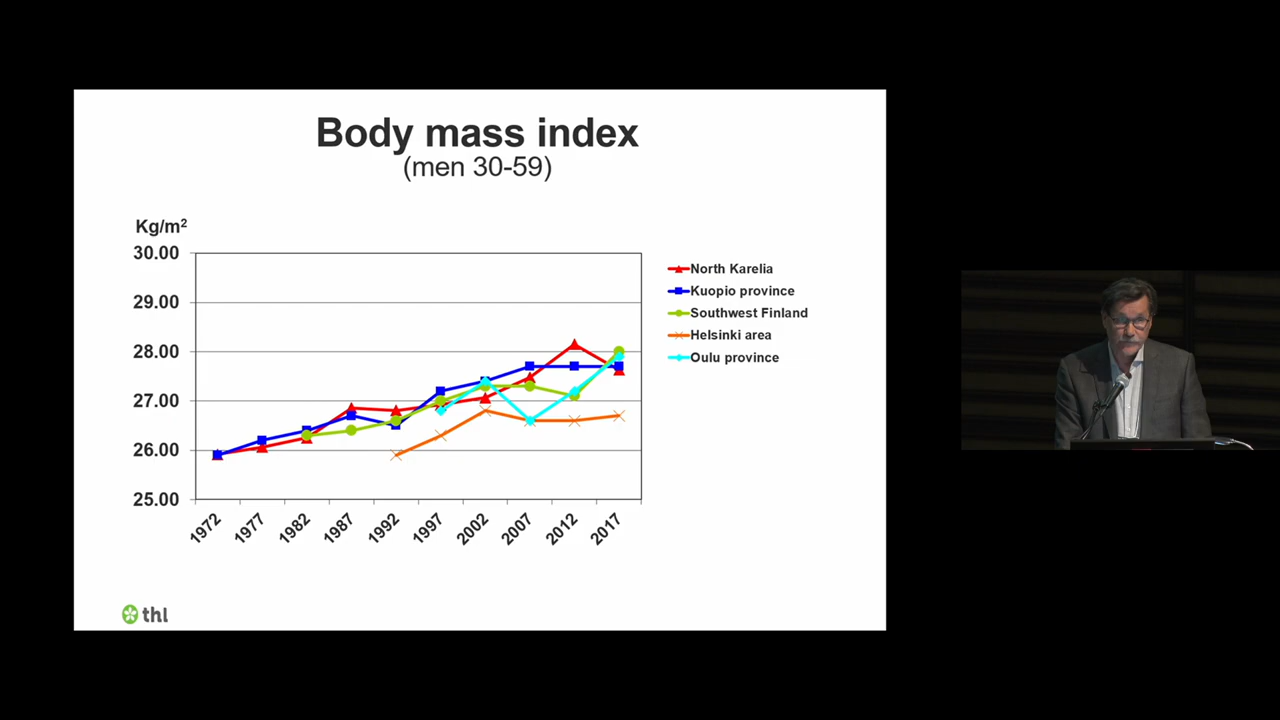 Body mass index
(men 30-59)
Kg/m²
30.00
29.00
28.00
27.00
26.00
25.00
1972
1977
1982
1987
1992
1997
2002
2007
2012
2017
North Karelia
Kuopio province
Southwest Finland
Helsinki area
Oulu province
thl